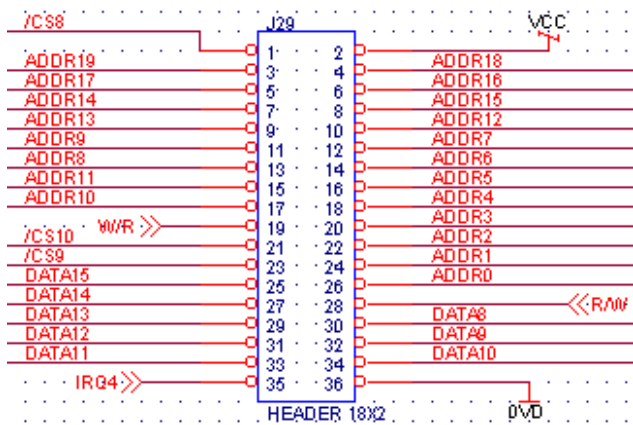 /CS8 J29 VCC
1 2
ADDR19 3 4 ADDR18
ADDR17 5 6 ADDR16
ADDR14 7 8 ADDR15
ADDR13 9 10 ADDR12
ADDR9 11 12 ADDR7
ADDR8 13 14 ADDR6
ADDR11 15 16 ADDR5
ADDR10 17 18 ADDR4
W/R 19 20 ADDR3
/CS10 21 22 ADDR2
/CS9 23 24 ADDR1
DATA15 25 26 ADDR0
DATA14 27 28 R/W
DATA13 29 30 DATA8
DATA12 31 32 DATA9
DATA11 33 34 DATA10
IRQ4 35 36
HEADER 18X2 0VD